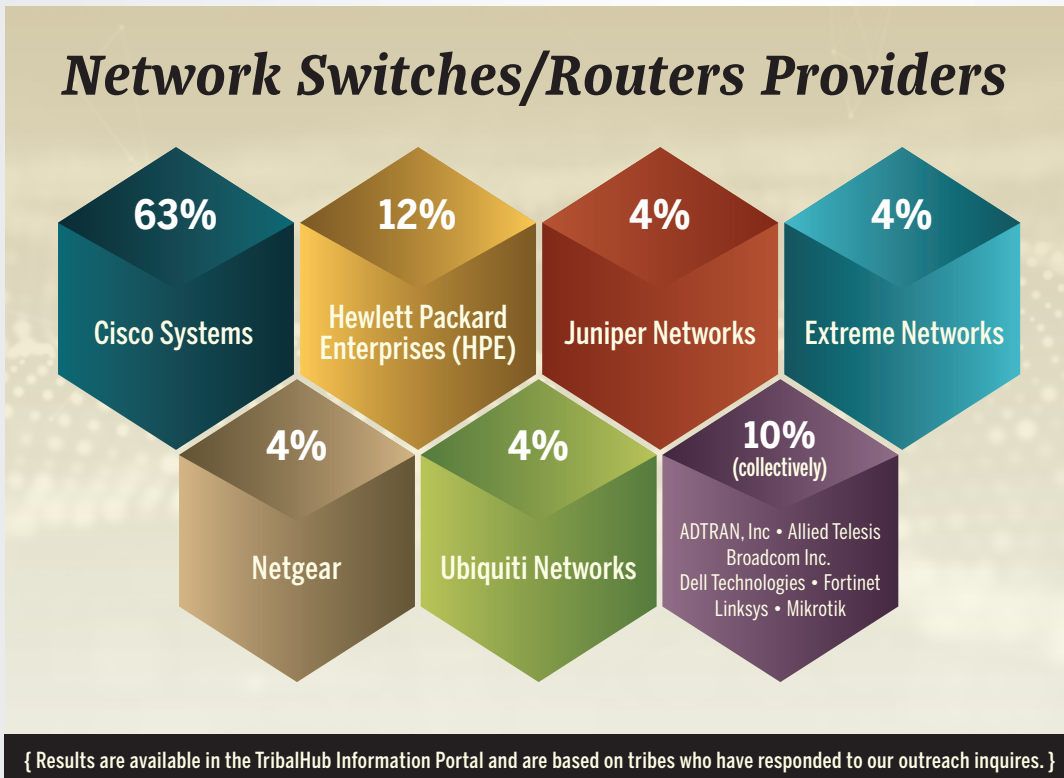 Network Switches/Routers Providers
63%
Cisco Systems
12%
Hewlett Packard
Enterprises (HPE)
4%
Juniper Networks
4%
Extreme Networks
4%
Netgear
4%
Ubiquiti Networks
10%
(collectively)
ADTRAN, Inc • Allied Telesis
Broadcom Inc.
Dell Technologies • Fortinet
Linksys • Mikrotik
{ Results are available in the TribalHub Information Portal and are based on tribes who have responded to our outreach inquires. }